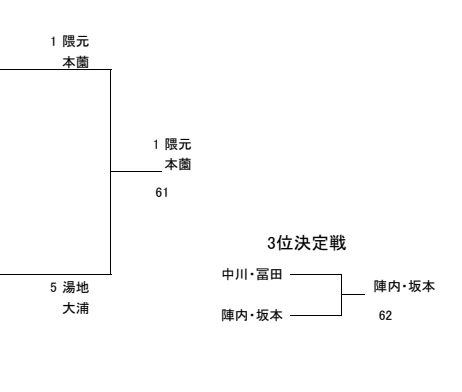 1 隈元
本薗
1 隈元
本薗
61
5 湯地
大浦
3位決定戦
中川・冨田
陣内・坂本
陣内・坂本
62